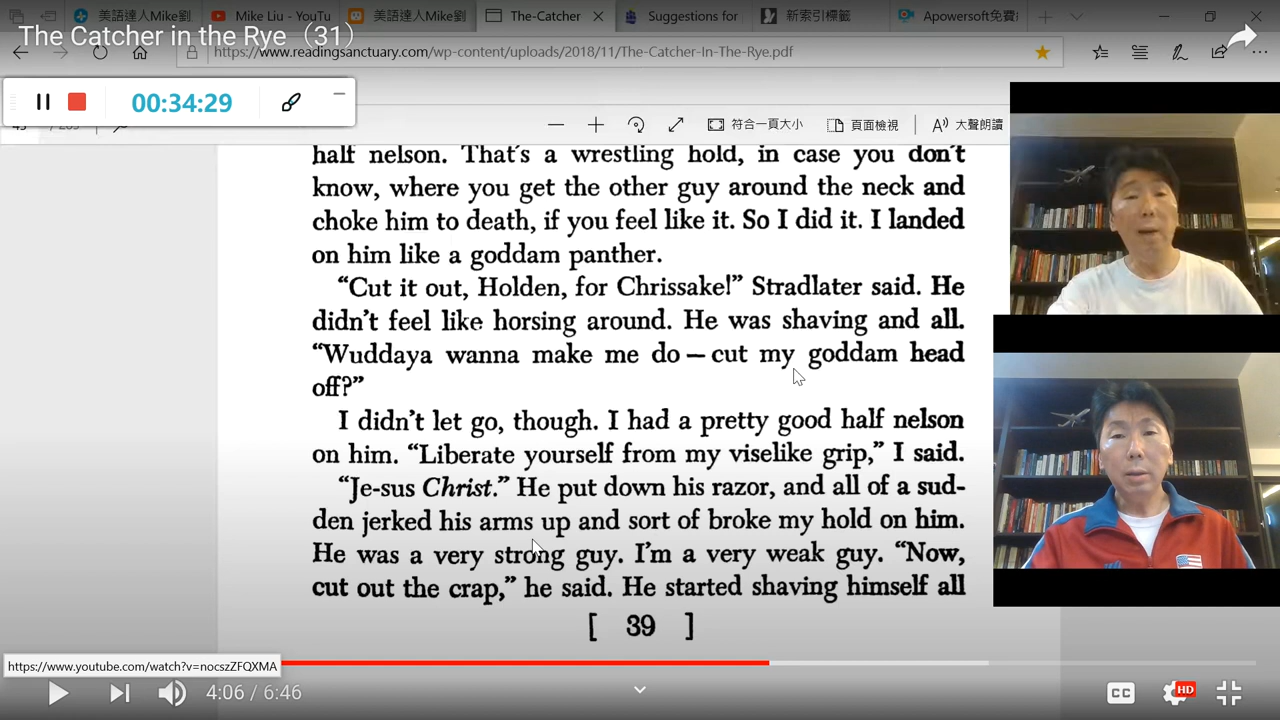 美語達人Mike劉
Mike Liu - YouTu
美語達人Mike劉
The-Catcher
Suggestions for
新索引標籤
Apowersoft免費
The Catcher in the Rye（31）
https://www.readingsanctuary.com/wp-content/uploads/2018/11/The-Catcher-In-The-Rye.pdf
00:34:29
符合一頁大小
頁面檢視
大聲朗讀
half nelson. That's a wrestling hold, in case you don't
know, where you get the other guy around the neck and
choke him to death, if you feel like it. So I did it. I landed
on him like a goddam panther.
“Cut it out, Holden, for Chrissake!” Stradlater said. He
didn't feel like horsing around. He was shaving and all.
“Wuddaya wanna make me do — cut my goddam head
off?”
I didn't let go, though. I had a pretty good half nelson
on him. “Liberate yourself from my viselike grip,” I said.
“Je-sus Christ.” He put down his razor, and all of a sud-
den jerked his arms up and sort of broke my hold on him.
He was a very strong guy. I'm a very weak guy. “Now,
cut out the crap,” he said. He started shaving himself all
[ 39 ]
https://www.youtube.com/watch?v=nocszZFQXMA
4:06 / 6:46
CC
HD